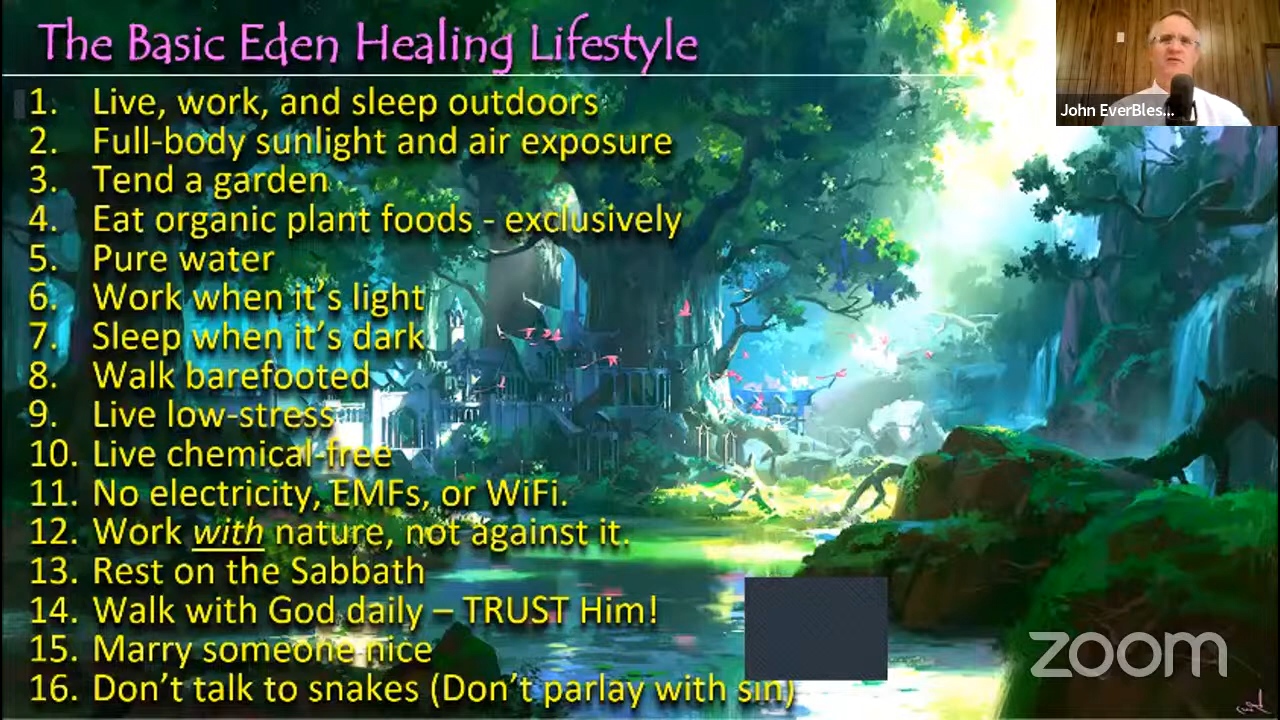 The Basic Eden Healing Lifestyle
John EverBles...
1. Live, work, and sleep outdoors
2. Full-body sunlight and air exposure
3. Tend a garden
4. Eat organic plant foods - exclusively
5. Pure water
6. Work when it's light
7. Sleep when it's dark
8. Walk barefooted
9. Live low-stress
10. Live chemical-free
11. No electricity, EMFs, or WiFi.
12. Work with nature, not against it.
13. Rest on the Sabbath
14. Walk with God daily – TRUST Him!
15. Marry someone nice
16. Don't talk to snakes (Don't parlay with sin)
zoom